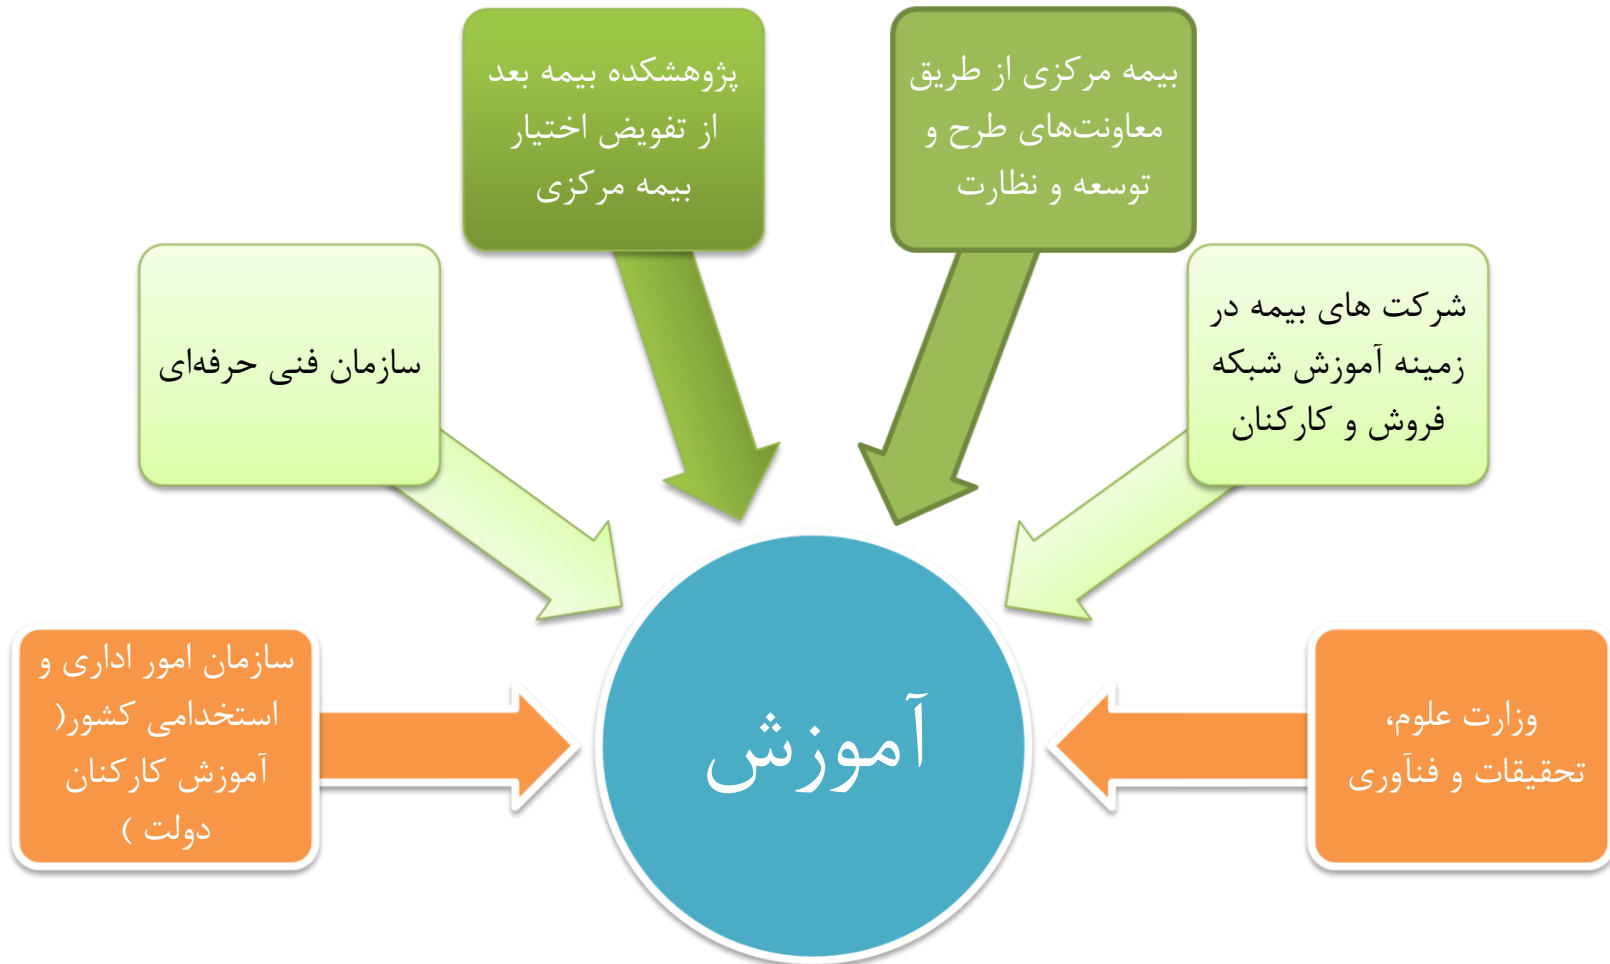 بیمه مرکزی از طریق
معاونت‌های طرح و
توسعه و نظارت
پژوهشکده بیمه بعد
از تفویض اختیار
بیمه مرکزی
شرکت های بیمه در
زمینه آموزش شبکه
فروش و کارکنان
سازمان فنی حرفه‌ای
وزارت علوم،
تحقیقات و فنآوری
آموزش
سازمان امور اداری و
استخدامی کشور(
آموزش کارکنان
دولت )